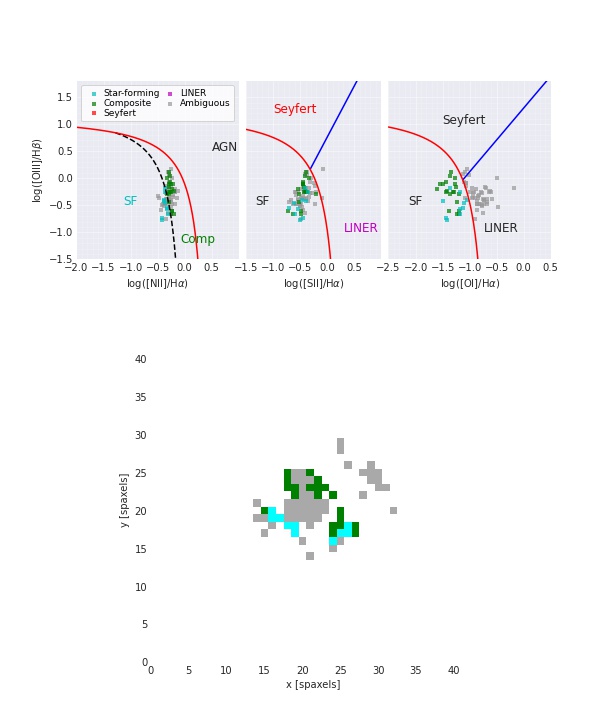 Star-forming
Composite
Seyfert
LINER
Ambiguous
AGN
SF
Comp
1.5
1.0
0.5
0.0
−0.5
−1.0
−1.5
log([OIII]/Hβ)
−2.0 −1.5 −1.0 −0.5 0.0 0.5
log([NII]/Hα)
Seyfert
SF
LINER
−1.5 −1.0 −0.5 0.0 0.5
log([SII]/Hα)
Seyfert
SF
LINER
−2.5 −2.0 −1.5 −1.0 −0.5 0.0 0.5
log([OI]/Hα)
40
35
30
25
20
15
10
5
0
y [spaxels]
0 5 10 15 20 25 30 35 40
x [spaxels]